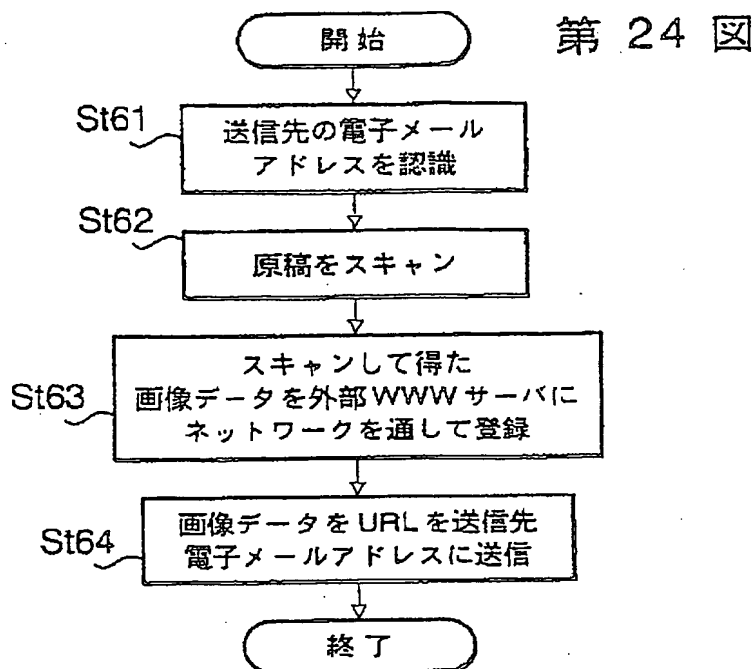 第 24 図
開始
St61
送信先の電子メール
アドレスを認識
St62
原稿をスキャン
St63
スキャンして得た
画像データを外部WWWサーバに
ネットワークを通して登録
St64
画像データをURLを送信先
電子メールアドレスに送信
終了